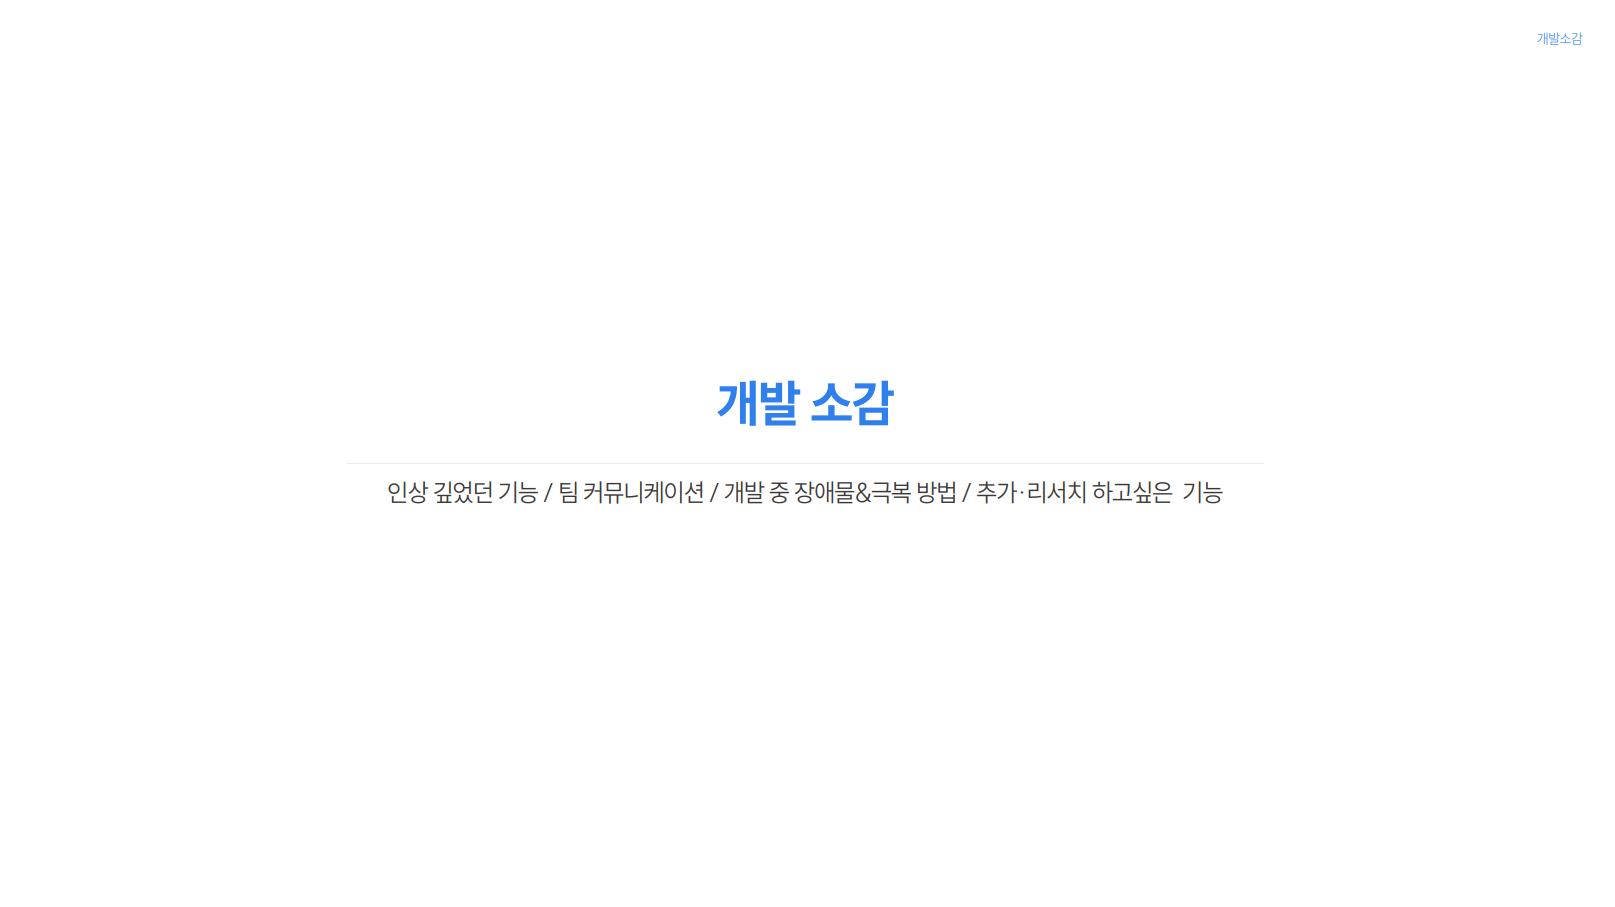 개발소감
개발 소감
인상 깊었던 기능 / 팀 커뮤니케이션 / 개발 중 장애물&극복 방법 / 추가·리서치 하고싶은 기능